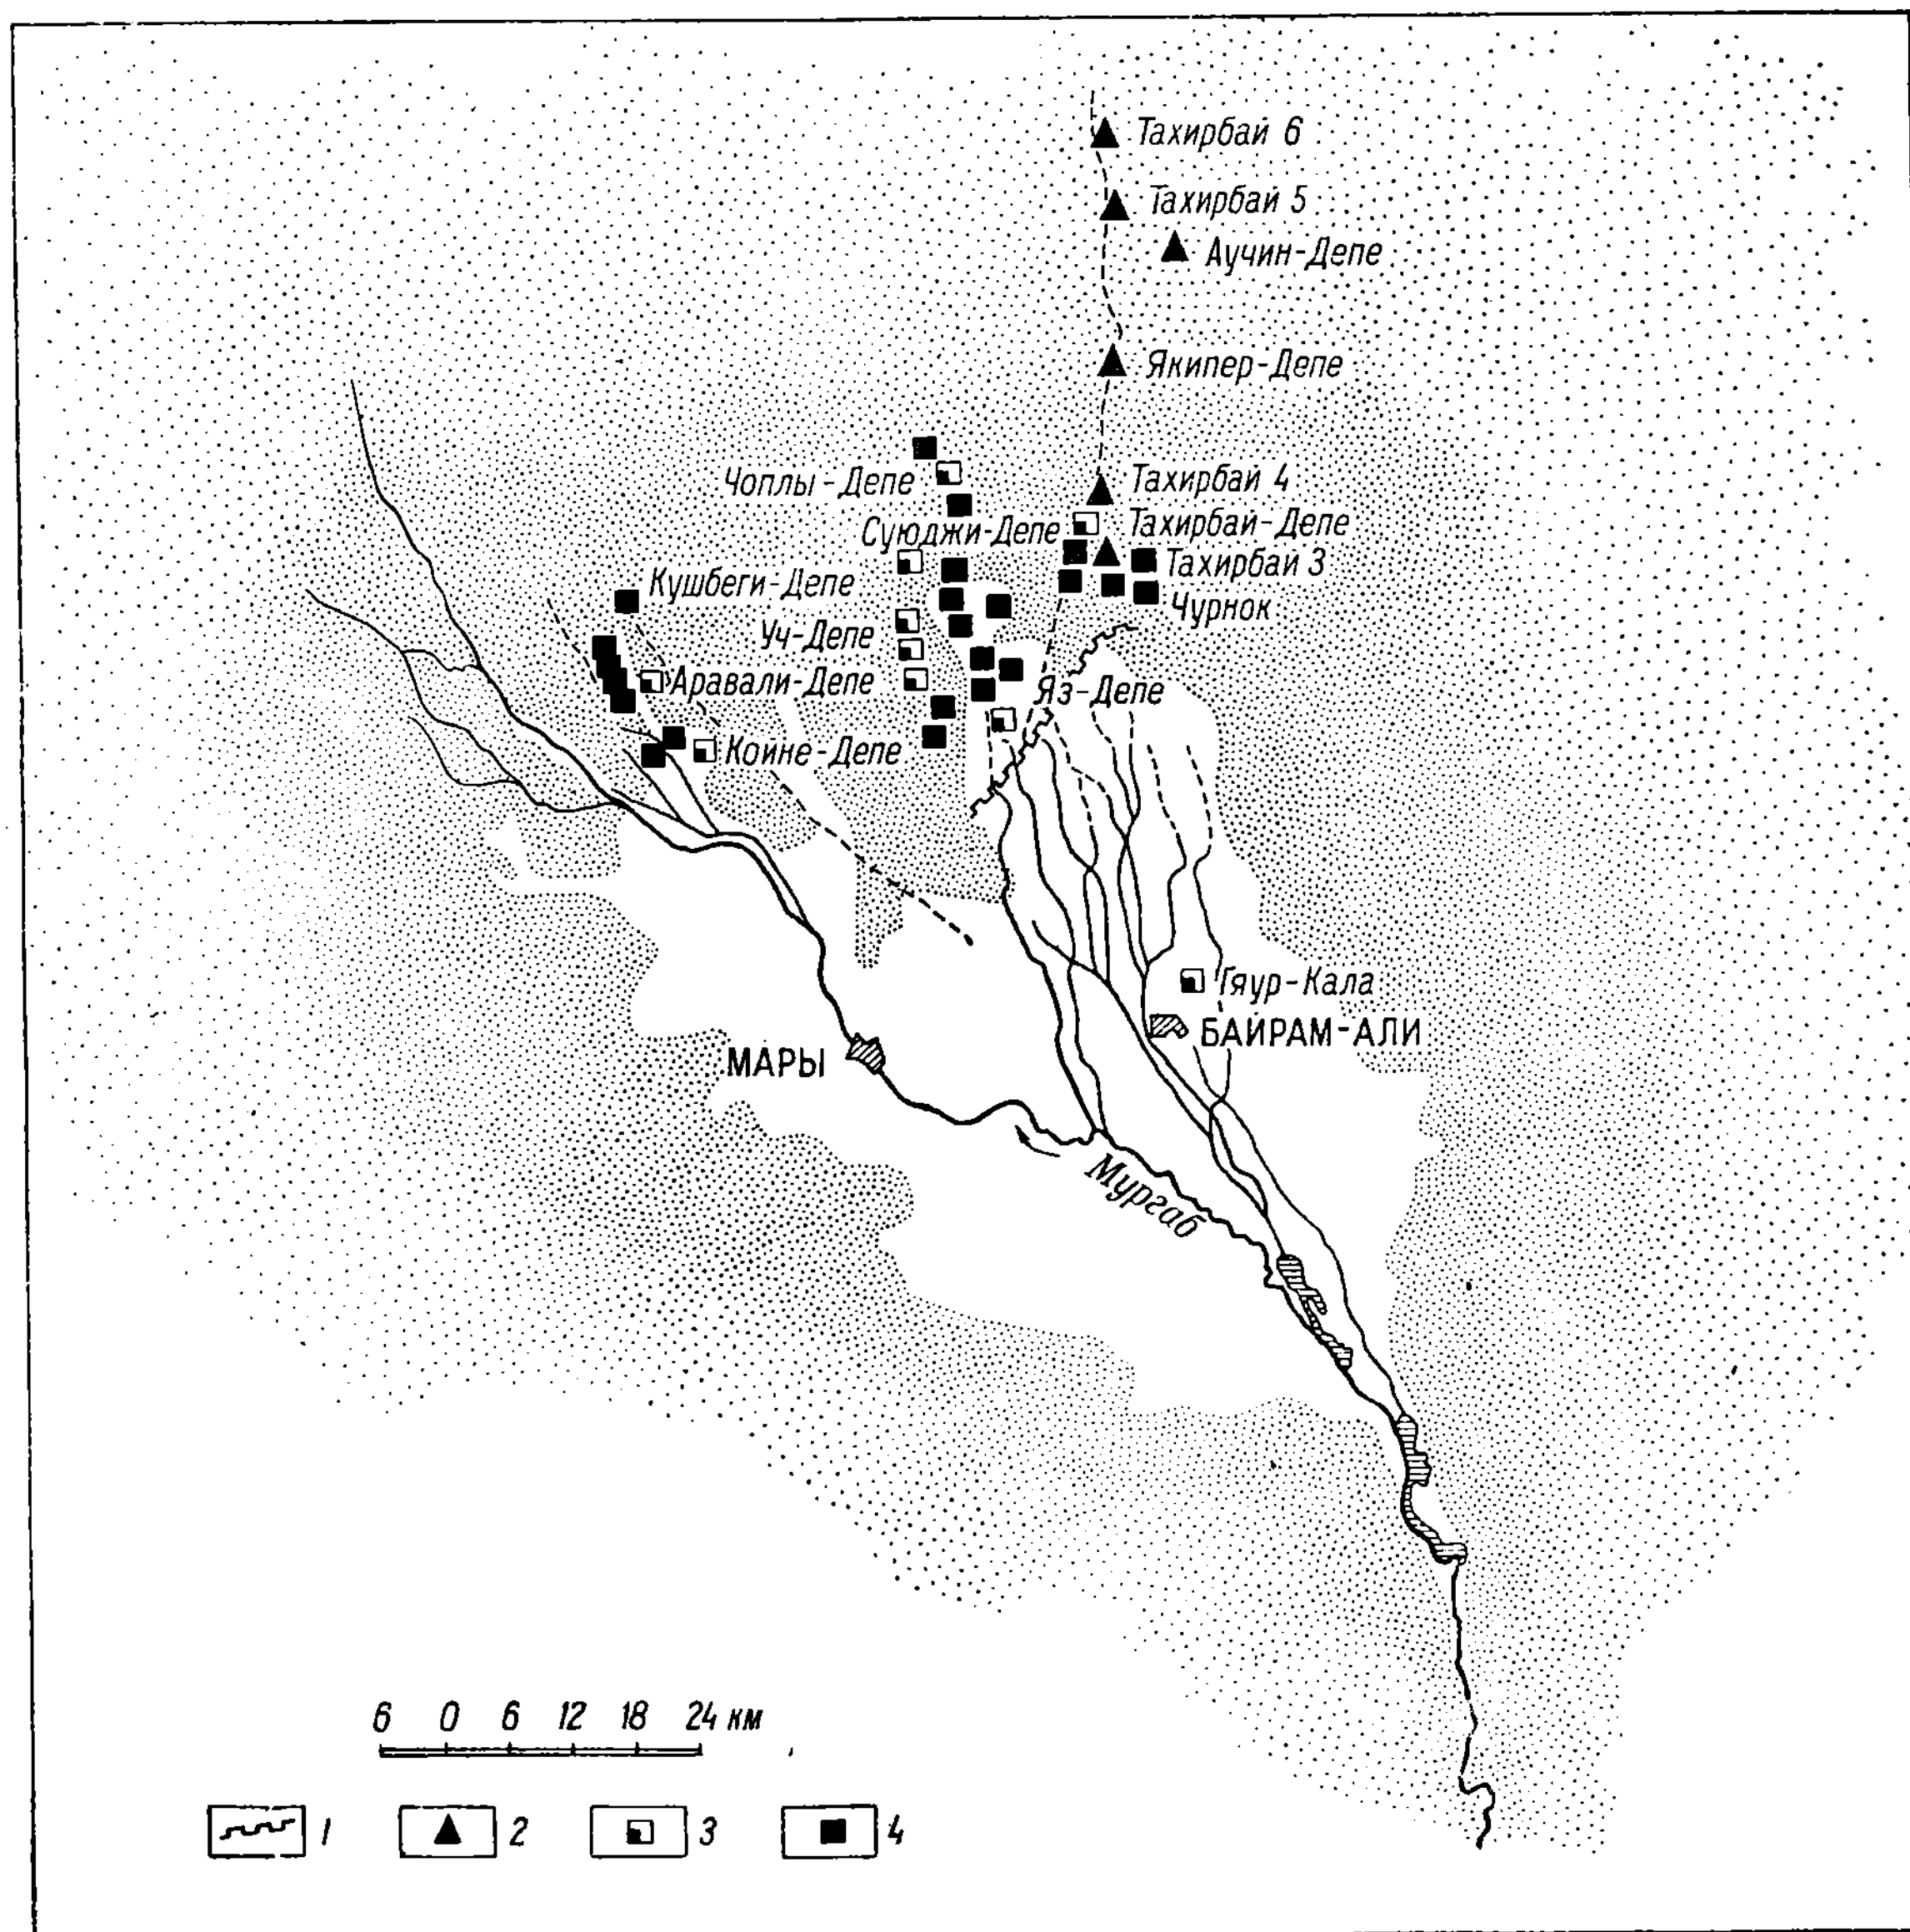 Тахирбай 6
Тахирбай 5
Аучин-Депе
Якипер-Депе
Чоплы-Депе
Тахирбай 4
Суюджи-Депе
Тахирбай-Депе
Тахирбай 3
Кушбеги-Депе
Чурнок
Уч-Депе
Аравали-Депе
Яз-Депе
Койне-Депе
Гяур-Кала
БАЙРАМ-АЛИ
МАРЫ
Мургаб
6 0 6 12 18 24 км
1 2 3 4